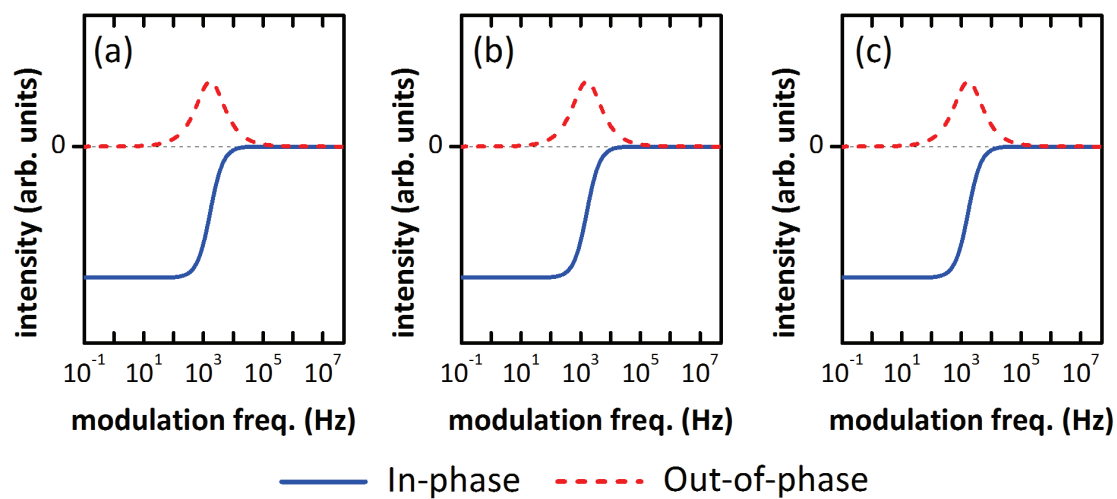 (a)
(b)
(c)
intensity (arb. units)
0
intensity (arb. units)
0
intensity (arb. units)
0
10^-1 10^1 10^3 10^5 10^7
10^-1 10^1 10^3 10^5 10^7
10^-1 10^1 10^3 10^5 10^7
modulation freq. (Hz)
modulation freq. (Hz)
modulation freq. (Hz)
In-phase
Out-of-phase